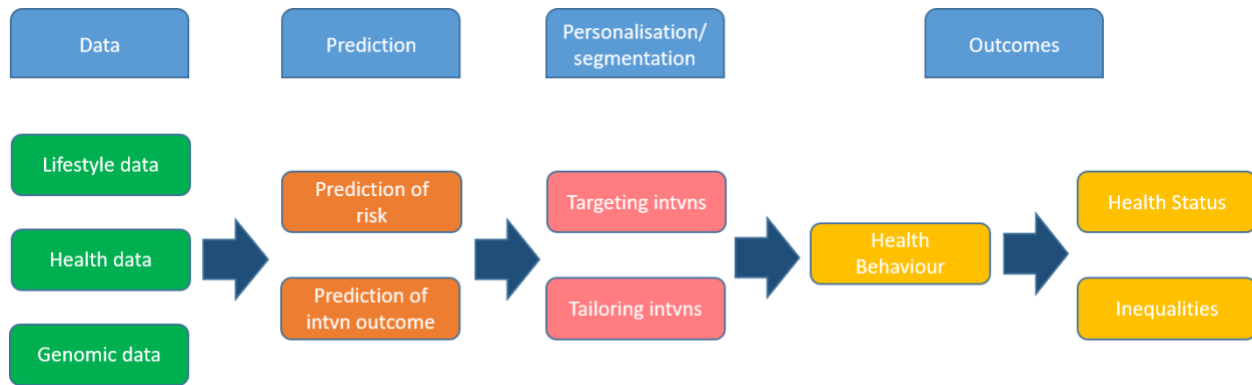 Data
Prediction
Personalisation/
segmentation
Outcomes
Lifestyle data
Health data
Genomic data
Prediction of
risk
Prediction of
intvn outcome
Targeting intvns
Tailoring intvns
Health
Behaviour
Health Status
Inequalities